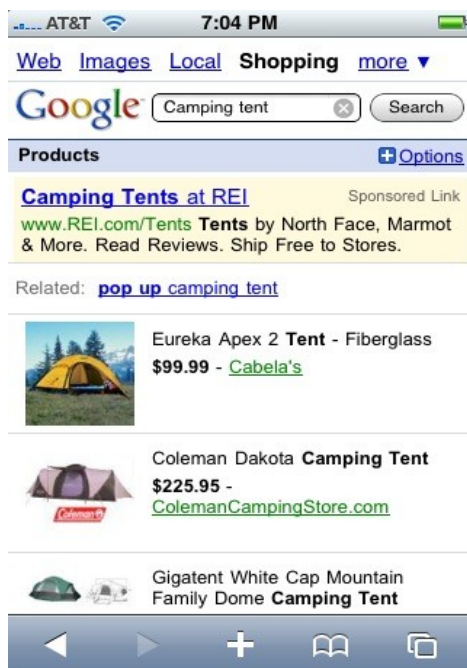 AT&T 7:04 PM
Web Images Local Shopping more ▼
Google Camping tent Search
Products Options
Camping Tents at REI Sponsored Link
www.REI.com/Tents Tents by North Face, Marmot
& More. Read Reviews. Ship Free to Stores.
Related: pop up camping tent
Eureka Apex 2 Tent - Fiberglass
$99.99 - Cabela's
Coleman Dakota Camping Tent
$225.95 -
ColemanCampingStore.com
Coleman
Gigatent White Cap Mountain
Family Dome Camping Tent